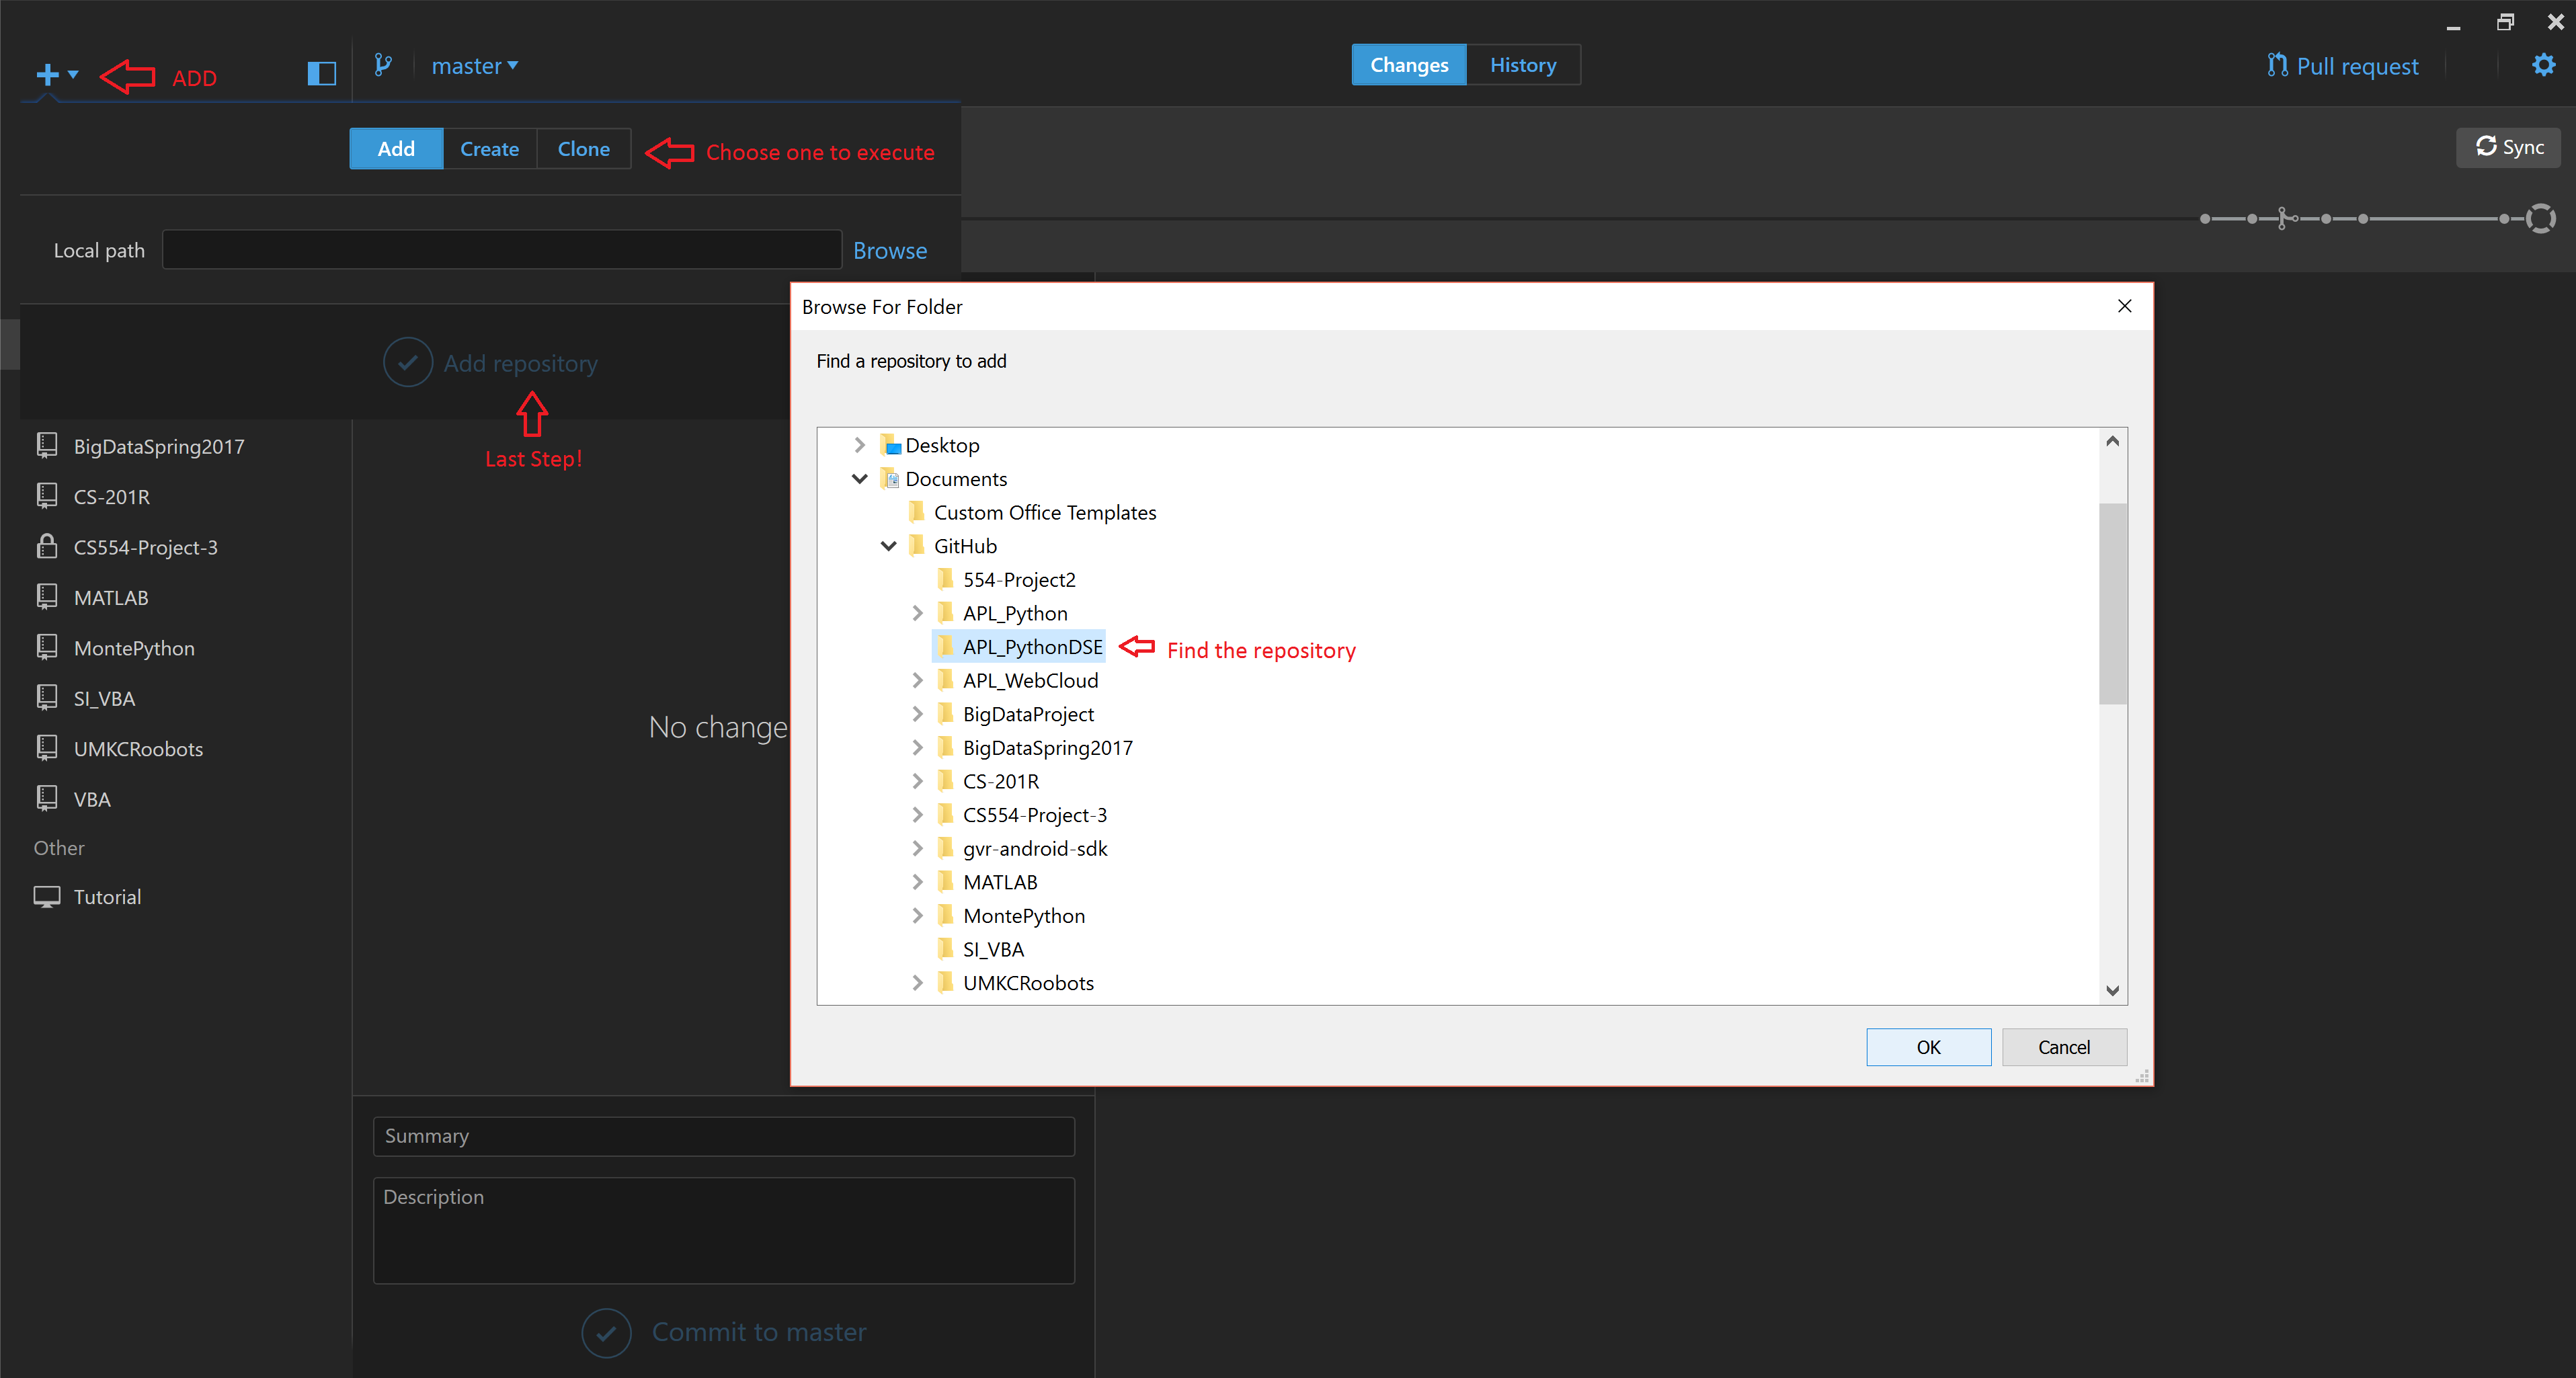 ADD
master
Changes
History
Pull request
Add
Create
Clone
Choose one to execute
Sync
Local path
Browse
Add repository
Last Step!
BigDataSpring2017
CS-201R
CS554-Project-3
MATLAB
MontePython
SI_VBA
UMKCRoobots
VBA
Other
Tutorial
No change
Browse For Folder
Find a repository to add
Desktop
Documents
Custom Office Templates
GitHub
554-Project2
APL_Python
APL_PythonDSE
Find the repository
APL_WebCloud
BigDataProject
BigDataSpring2017
CS-201R
CS554-Project-3
gvr-android-sdk
MATLAB
MontePython
SI_VBA
UMKCRoobots
OK
Cancel
Summary
Description
Commit to master